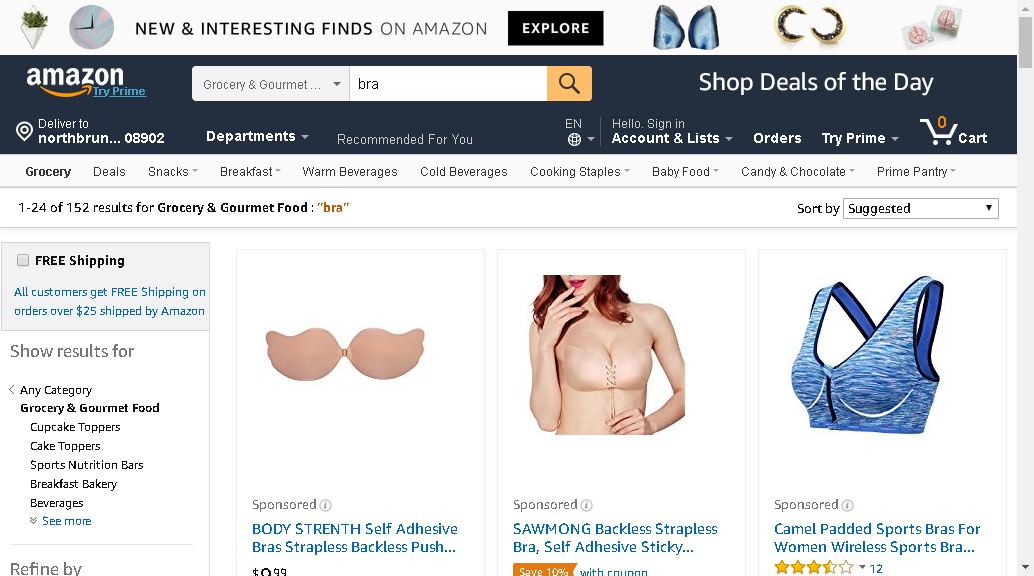 NEW & INTERESTING FINDS ON AMAZON EXPLORE
amazon
Try Prime
Grocery & Gourmet ...
bra
Shop Deals of the Day
Deliver to
northbrun... 08902
Departments
Recommended For You
EN
Hello. Sign in
Account & Lists
Orders
Try Prime
0
Cart
Grocery Deals Snacks Breakfast Warm Beverages Cold Beverages Cooking Staples Baby Food Candy & Chocolate Prime Pantry
1-24 of 152 results for Grocery & Gourmet Food : "bra"
Sort by Suggested
FREE Shipping
All customers get FREE Shipping on
orders over $25 shipped by Amazon
Show results for
Any Category
Grocery & Gourmet Food
Cupcake Toppers
Cake Toppers
Sports Nutrition Bars
Breakfast Bakery
Beverages
See more
Refine by
Sponsored
BODY STRENTH Self Adhesive
Bras Strapless Backless Push...
$9.99
Sponsored
SAWMONG Backless Strapless
Bra, Self Adhesive Sticky...
Save 10% with coupon
Sponsored
Camel Padded Sports Bras For
Women Wireless Sports Bra...
12